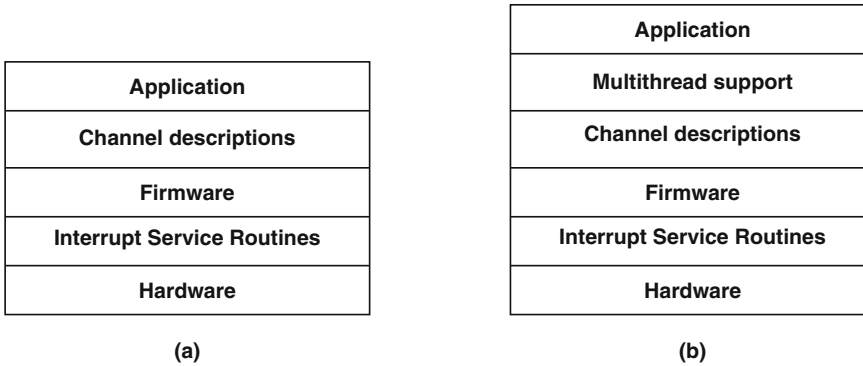 Application
Channel descriptions
Firmware
Interrupt Service Routines
Hardware
(a)
Application
Multithread support
Channel descriptions
Firmware
Interrupt Service Routines
Hardware
(b)